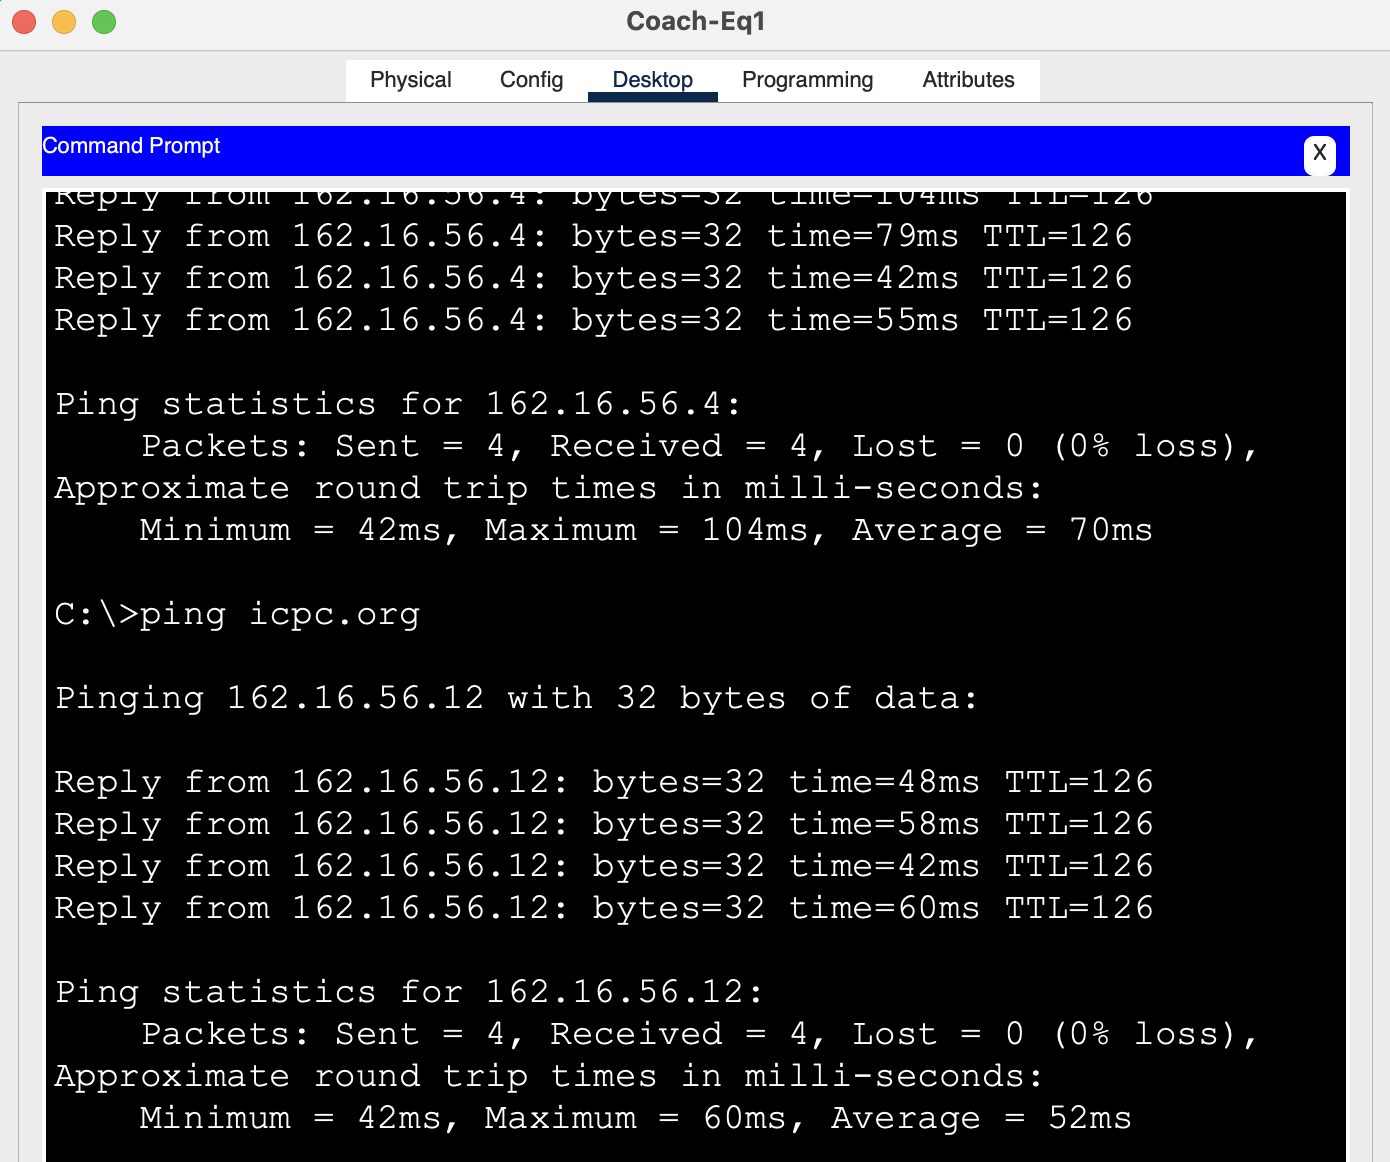 Coach-Eq1
Physical Config Desktop Programming Attributes
Command Prompt
X
Reply from 162.16.56.4: bytes=32 time=104ms TTL=126
Reply from 162.16.56.4: bytes=32 time=79ms TTL=126
Reply from 162.16.56.4: bytes=32 time=42ms TTL=126
Reply from 162.16.56.4: bytes=32 time=55ms TTL=126
Ping statistics for 162.16.56.4:
    Packets: Sent = 4, Received = 4, Lost = 0 (0% loss),
Approximate round trip times in milli-seconds:
    Minimum = 42ms, Maximum = 104ms, Average = 70ms
C:\>ping icpc.org
Pinging 162.16.56.12 with 32 bytes of data:
Reply from 162.16.56.12: bytes=32 time=48ms TTL=126
Reply from 162.16.56.12: bytes=32 time=58ms TTL=126
Reply from 162.16.56.12: bytes=32 time=42ms TTL=126
Reply from 162.16.56.12: bytes=32 time=60ms TTL=126
Ping statistics for 162.16.56.12:
    Packets: Sent = 4, Received = 4, Lost = 0 (0% loss),
Approximate round trip times in milli-seconds:
    Minimum = 42ms, Maximum = 60ms, Average = 52ms